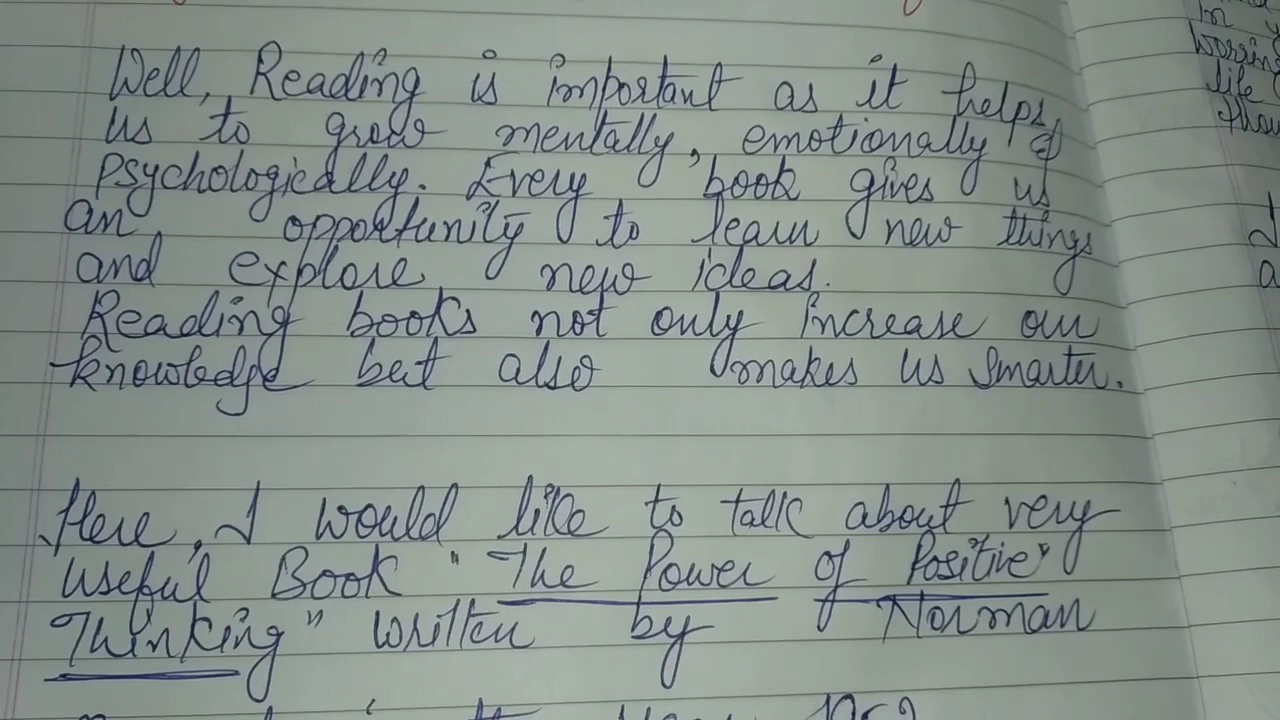 Well, Reading is important as it helps
us to grow mentally, emotionally &
psychologically. Every book gives us
an opportunity to learn new things
and explore new ideas.
Reading books not only increase our
knowledge but also makes us smarter.
Here, I would like to talk about very
useful Book "The Power of Positive"
Thinking" written by Norman
in
life